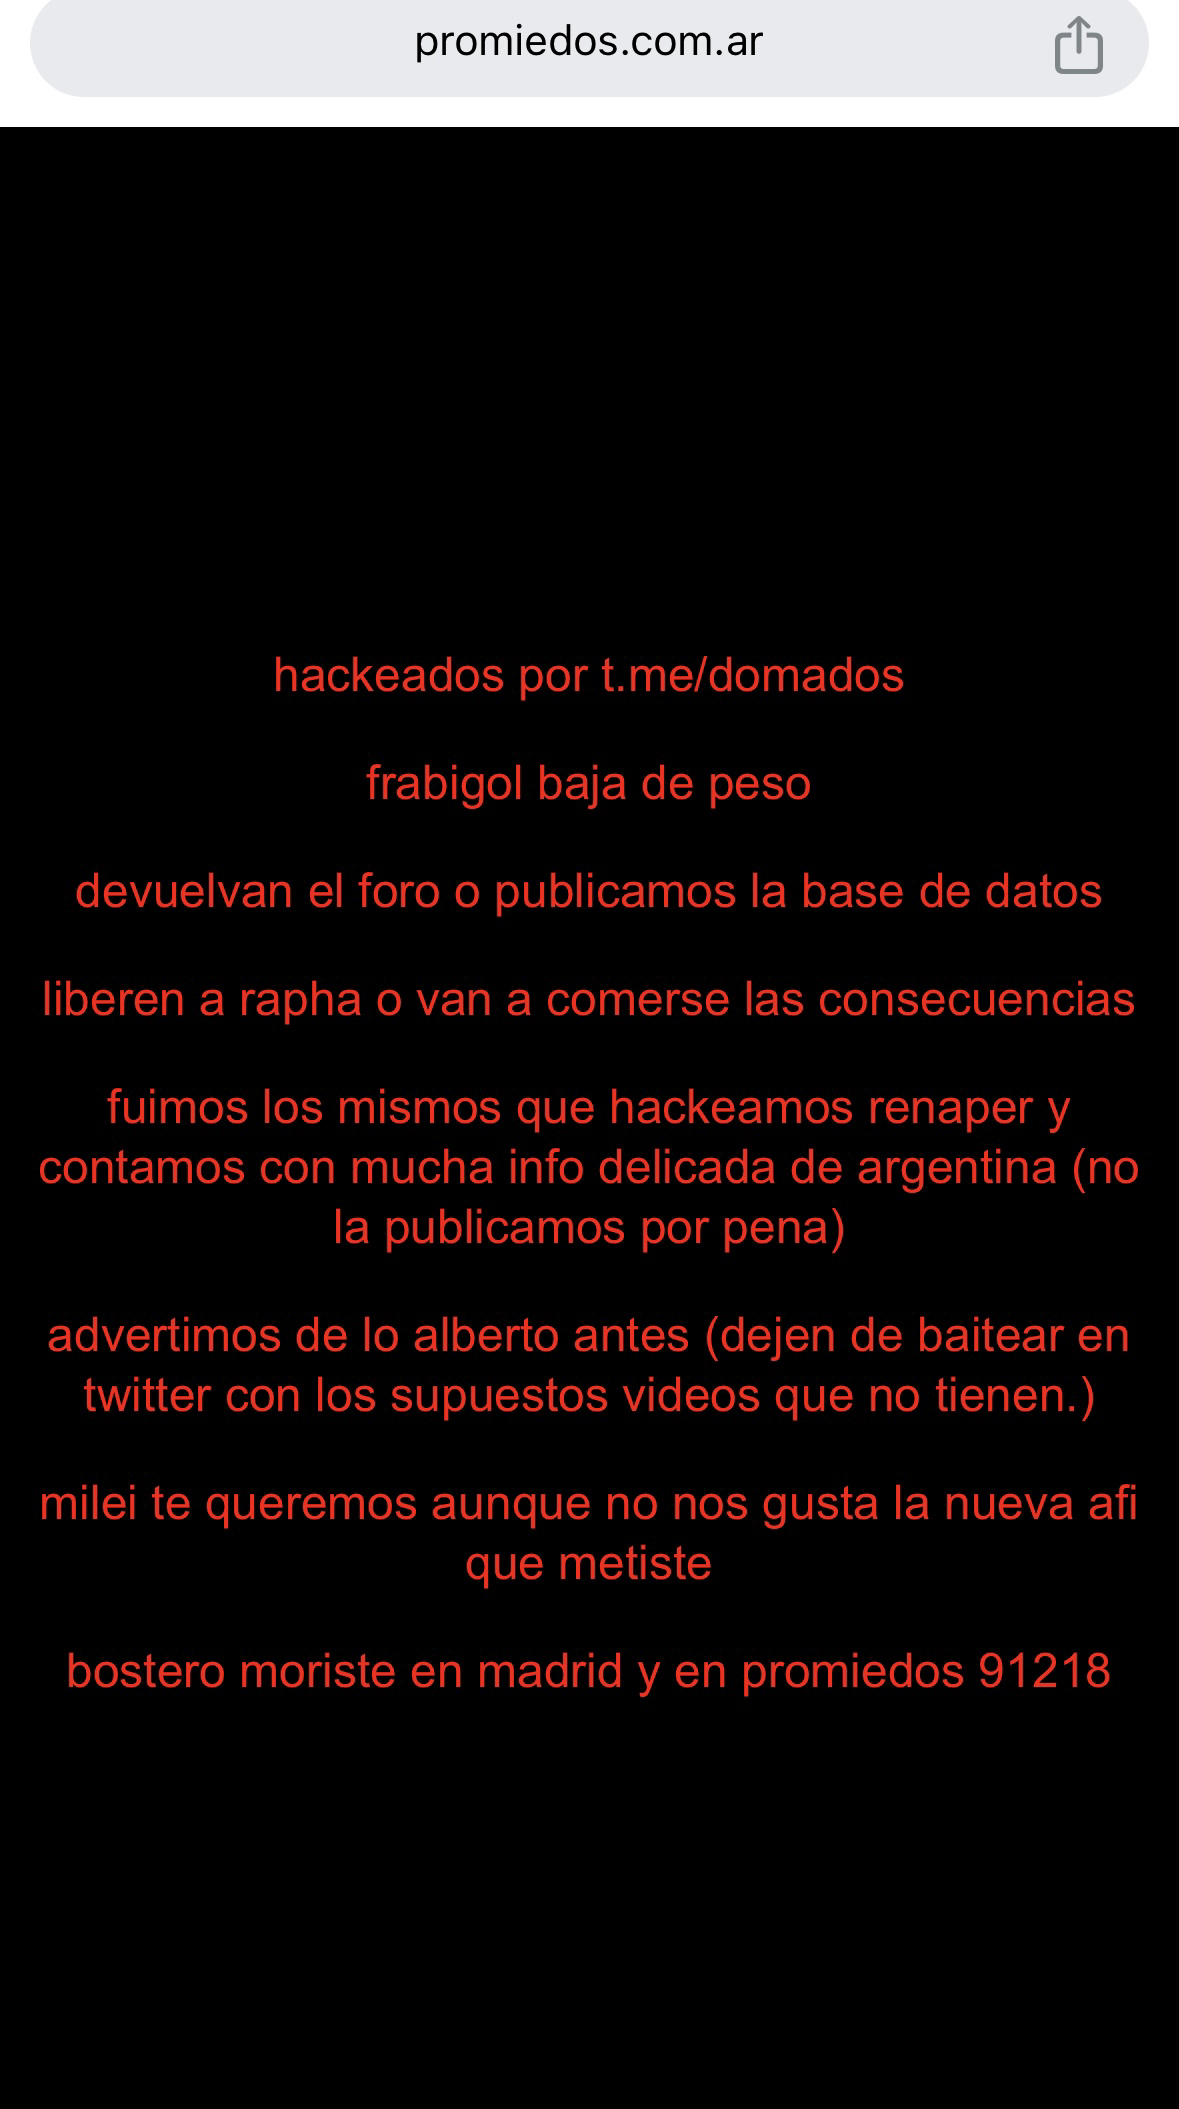 promiedos.com.ar
hackeados por t.me/domados
frabigol baja de peso
devuelvan el foro o publicamos la base de datos
liberen a rapha o van a comerse las consecuencias
fuimos los mismos que hackeamos renaper y
contamos con mucha info delicada de argentina (no
la publicamos por pena)
advertimos de lo alberto antes (dejen de baitear en
twitter con los supuestos videos que no tienen.)
milei te queremos aunque no nos gusta la nueva afi
que metiste
bostero moriste en madrid y en promiedos 91218